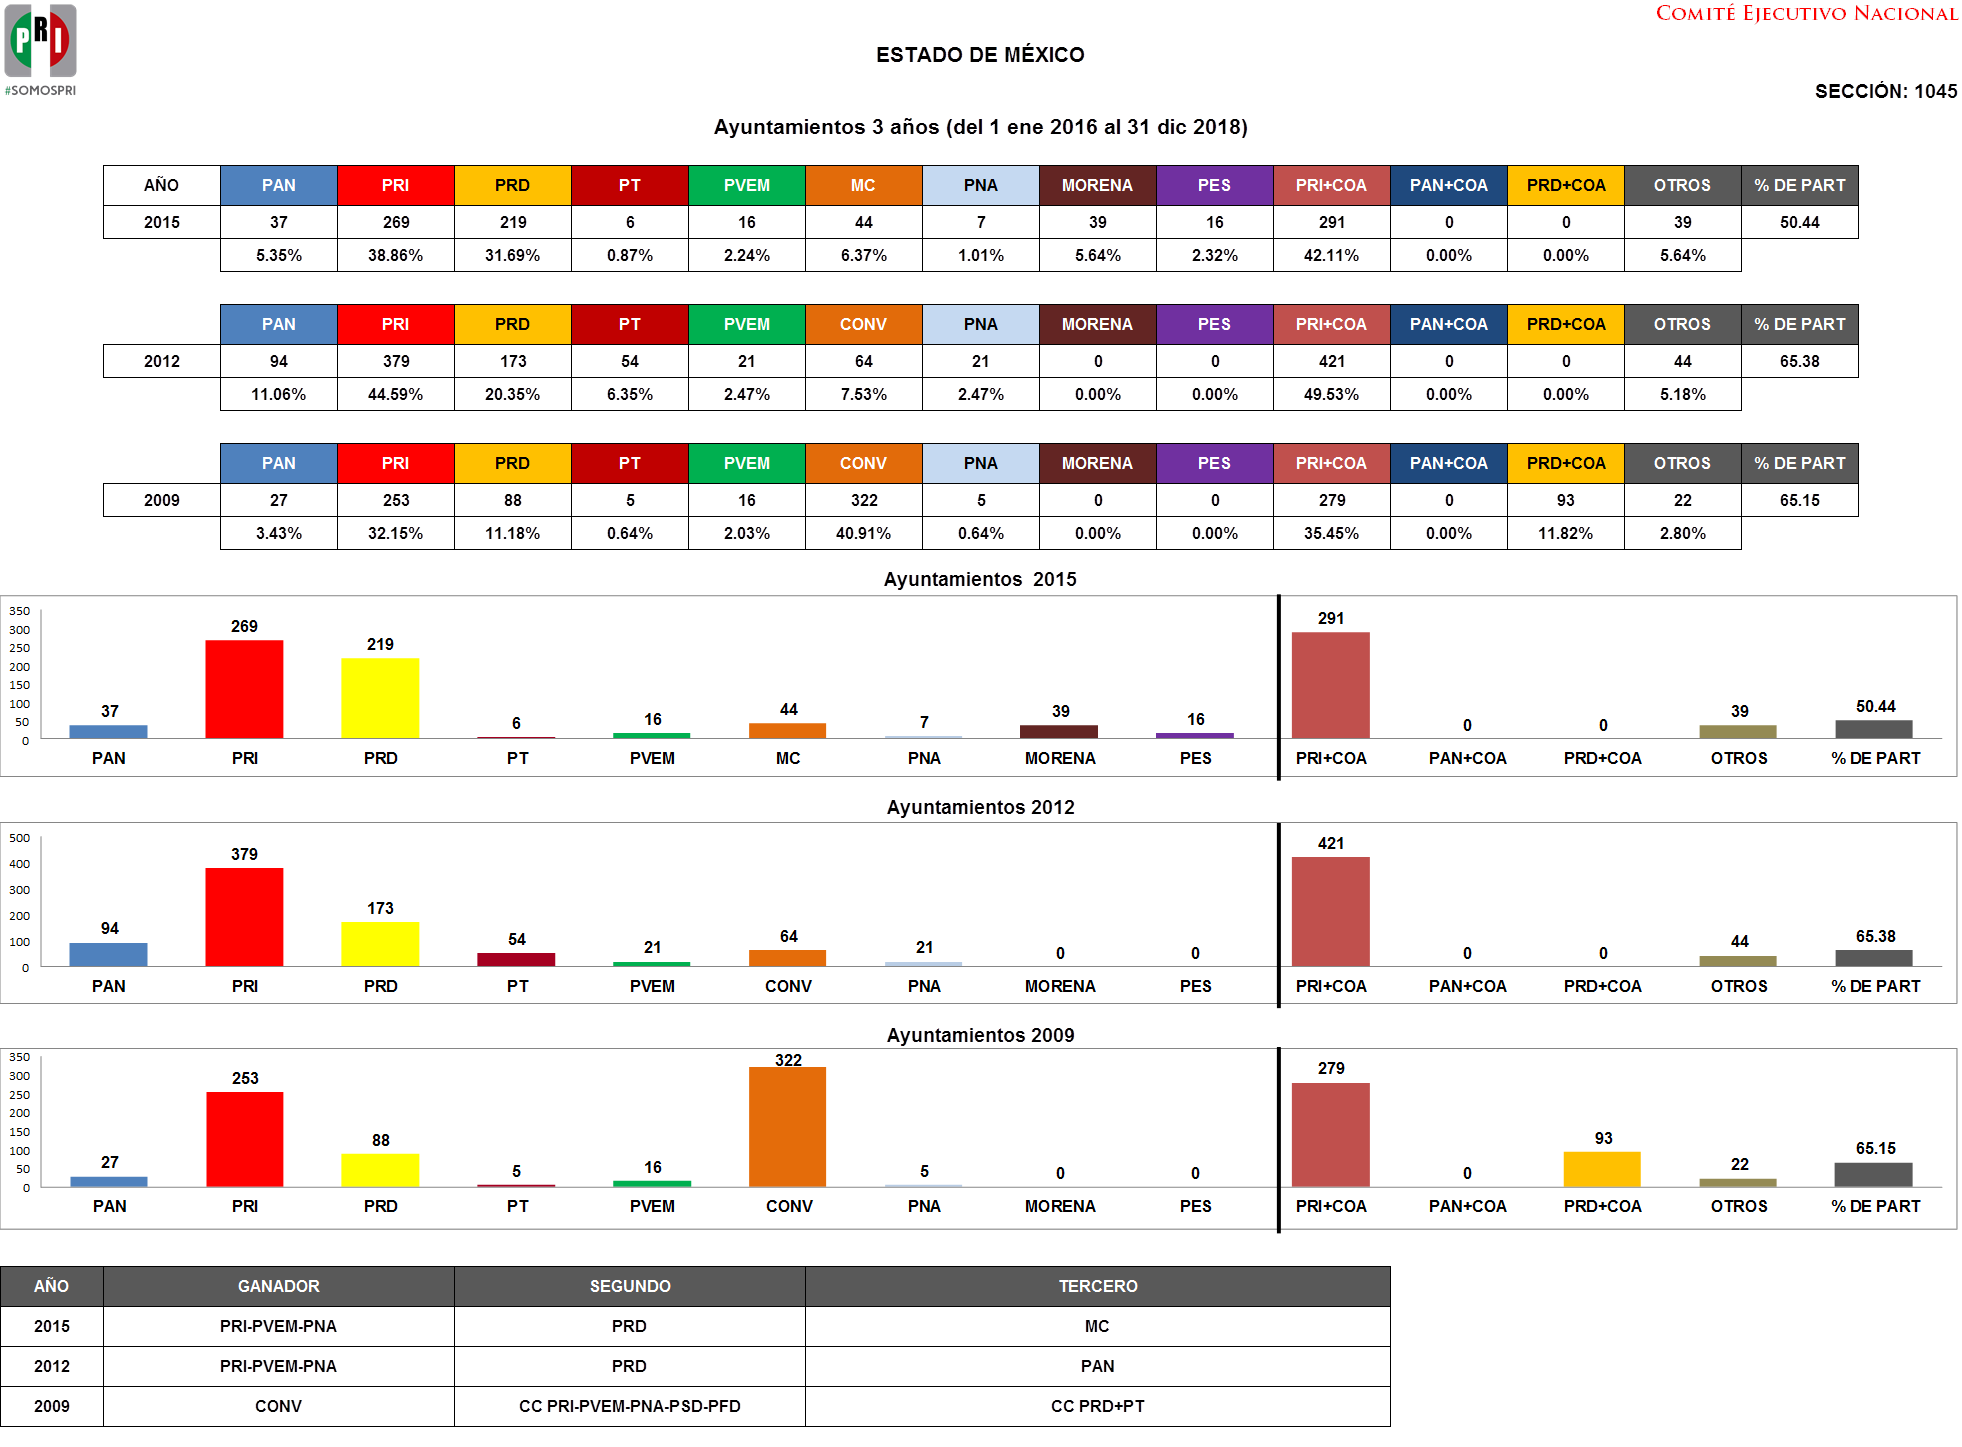 PRI
#SOMOSPRI
COMITÉ EJECUTIVO NACIONAL
ESTADO DE MÉXICO
SECCIÓN: 1045
Ayuntamientos 3 años (del 1 ene 2016 al 31 dic 2018)
AÑO PAN PRI PRD PT PVEM MC PNA MORENA PES PRI+COA PAN+COA PRD+COA OTROS % DE PART
2015 37 269 219 6 16 44 7 39 16 291 0 0 39 50.44
5.35% 38.86% 31.69% 0.87% 2.24% 6.37% 1.01% 5.64% 2.32% 42.11% 0.00% 0.00% 5.64%
PAN PRI PRD PT PVEM CONV PNA MORENA PES PRI+COA PAN+COA PRD+COA OTROS % DE PART
2012 94 379 173 54 21 64 21 0 0 421 0 0 44 65.38
11.06% 44.59% 20.35% 6.35% 2.47% 7.53% 2.47% 0.00% 0.00% 49.53% 0.00% 0.00% 5.18%
PAN PRI PRD PT PVEM CONV PNA MORENA PES PRI+COA PAN+COA PRD+COA OTROS % DE PART
2009 27 253 88 5 16 322 5 0 0 279 0 93 22 65.15
3.43% 32.15% 11.18% 0.64% 2.03% 40.91% 0.64% 0.00% 0.00% 35.45% 0.00% 11.82% 2.80%
Ayuntamientos 2015
350
300
250
200
150
100
50
0
37 269 219 6 16 44 7 39 16 291 0 0 39 50.44
PAN PRI PRD PT PVEM MC PNA MORENA PES PRI+COA PAN+COA PRD+COA OTROS % DE PART
Ayuntamientos 2012
500
400
300
200
100
0
94 379 173 54 21 64 21 0 0 421 0 0 44 65.38
PAN PRI PRD PT PVEM CONV PNA MORENA PES PRI+COA PAN+COA PRD+COA OTROS % DE PART
Ayuntamientos 2009
350
300
250
200
150
100
50
0
27 253 88 5 16 322 5 0 0 279 0 93 22 65.15
PAN PRI PRD PT PVEM CONV PNA MORENA PES PRI+COA PAN+COA PRD+COA OTROS % DE PART
AÑO GANADOR SEGUNDO TERCERO
2015 PRI-PVEM-PNA PRD MC
2012 PRI-PVEM-PNA PRD PAN
2009 CONV CC PRI-PVEM-PNA-PSD-PFD CC PRD+PT